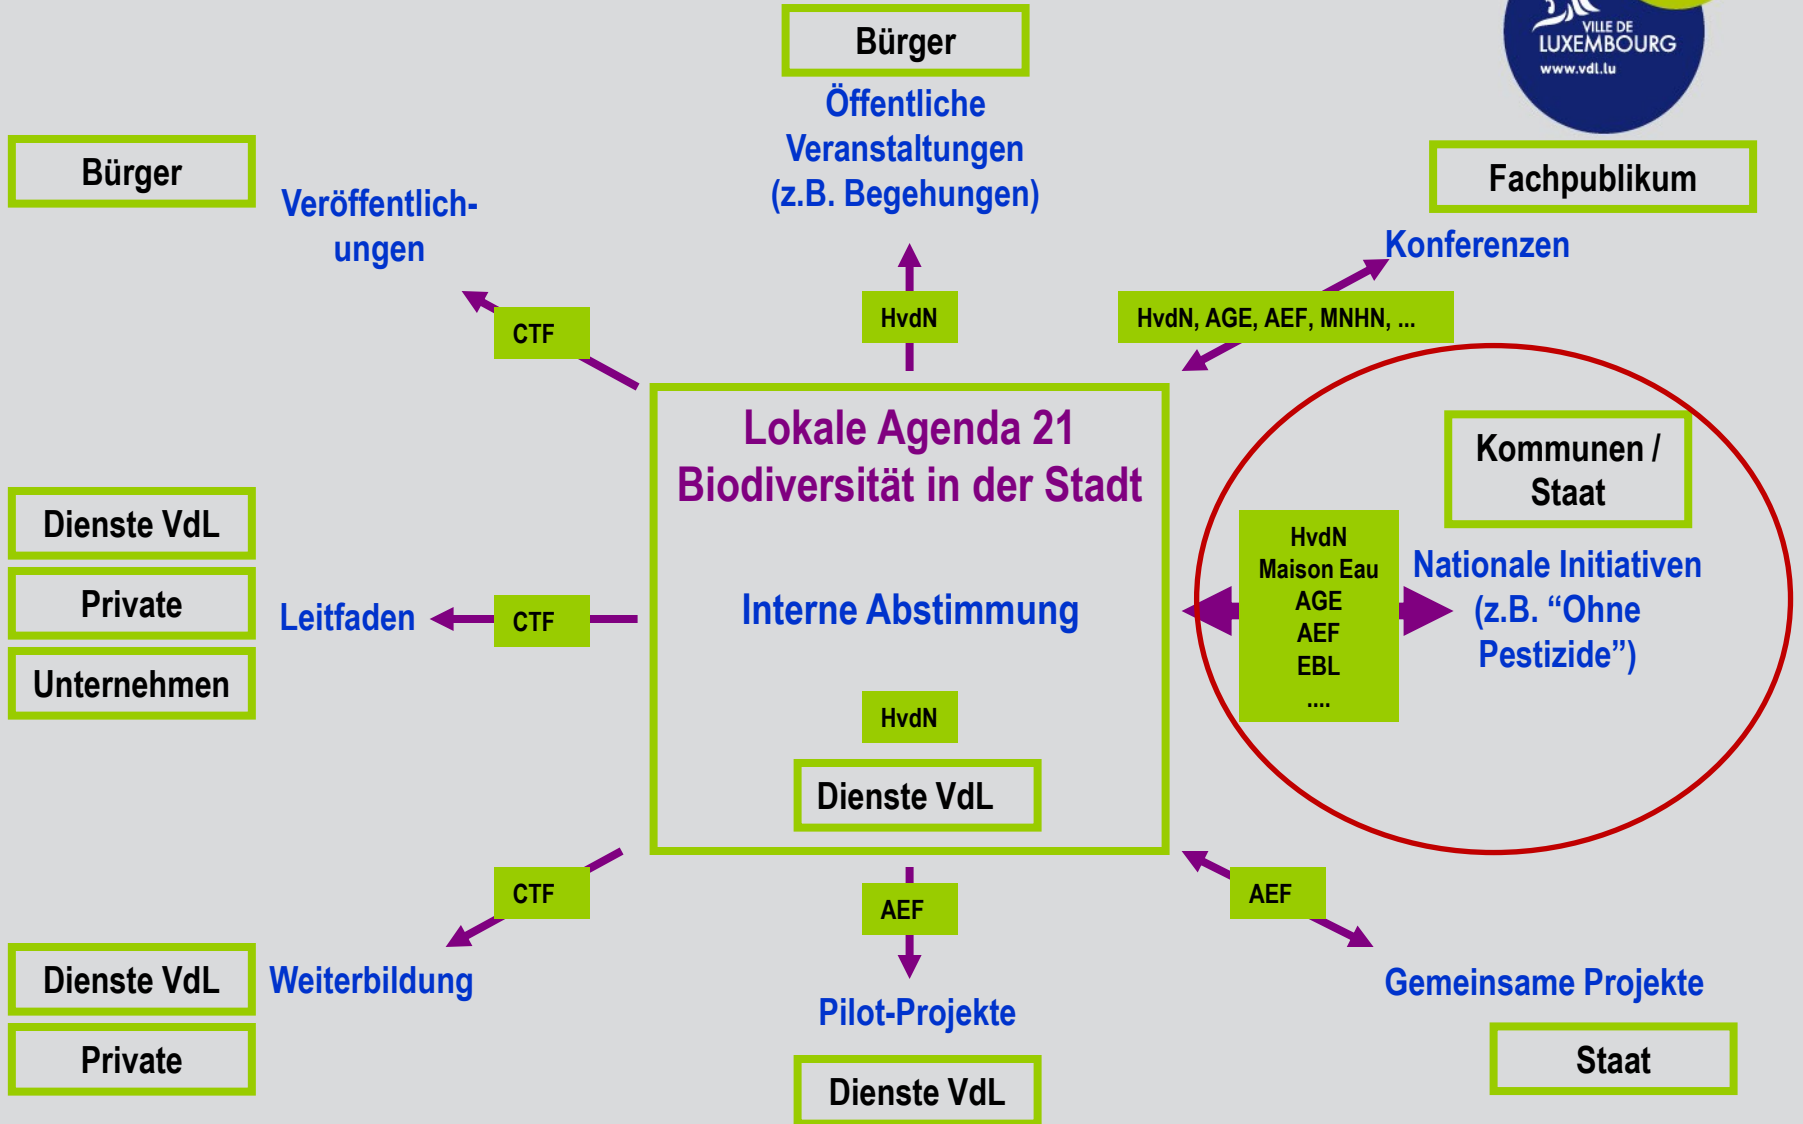 Bürger
VILLE DE
LUXEMBOURG
www.vdl.lu
Öffentliche
Veranstaltungen
(z.B. Begehungen)
Bürger
Veröffentlich-
ungen
Fachpublikum
Konferenzen
CTF
HvdN
HvdN, AGE, AEF, MNHN, ...
Lokale Agenda 21
Biodiversität in der Stadt
Interne Abstimmung
HvdN
Dienste VdL
Kommunen /
Staat
HvdN
Maison Eau
AGE
AEF
EBL
....
Nationale Initiativen
(z.B. “Ohne
Pestizide”)
Dienste VdL
Private
Unternehmen
Leitfaden
CTF
CTF
AEF
AEF
Dienste VdL
Private
Weiterbildung
Pilot-Projekte
Dienste VdL
Gemeinsame Projekte
Staat